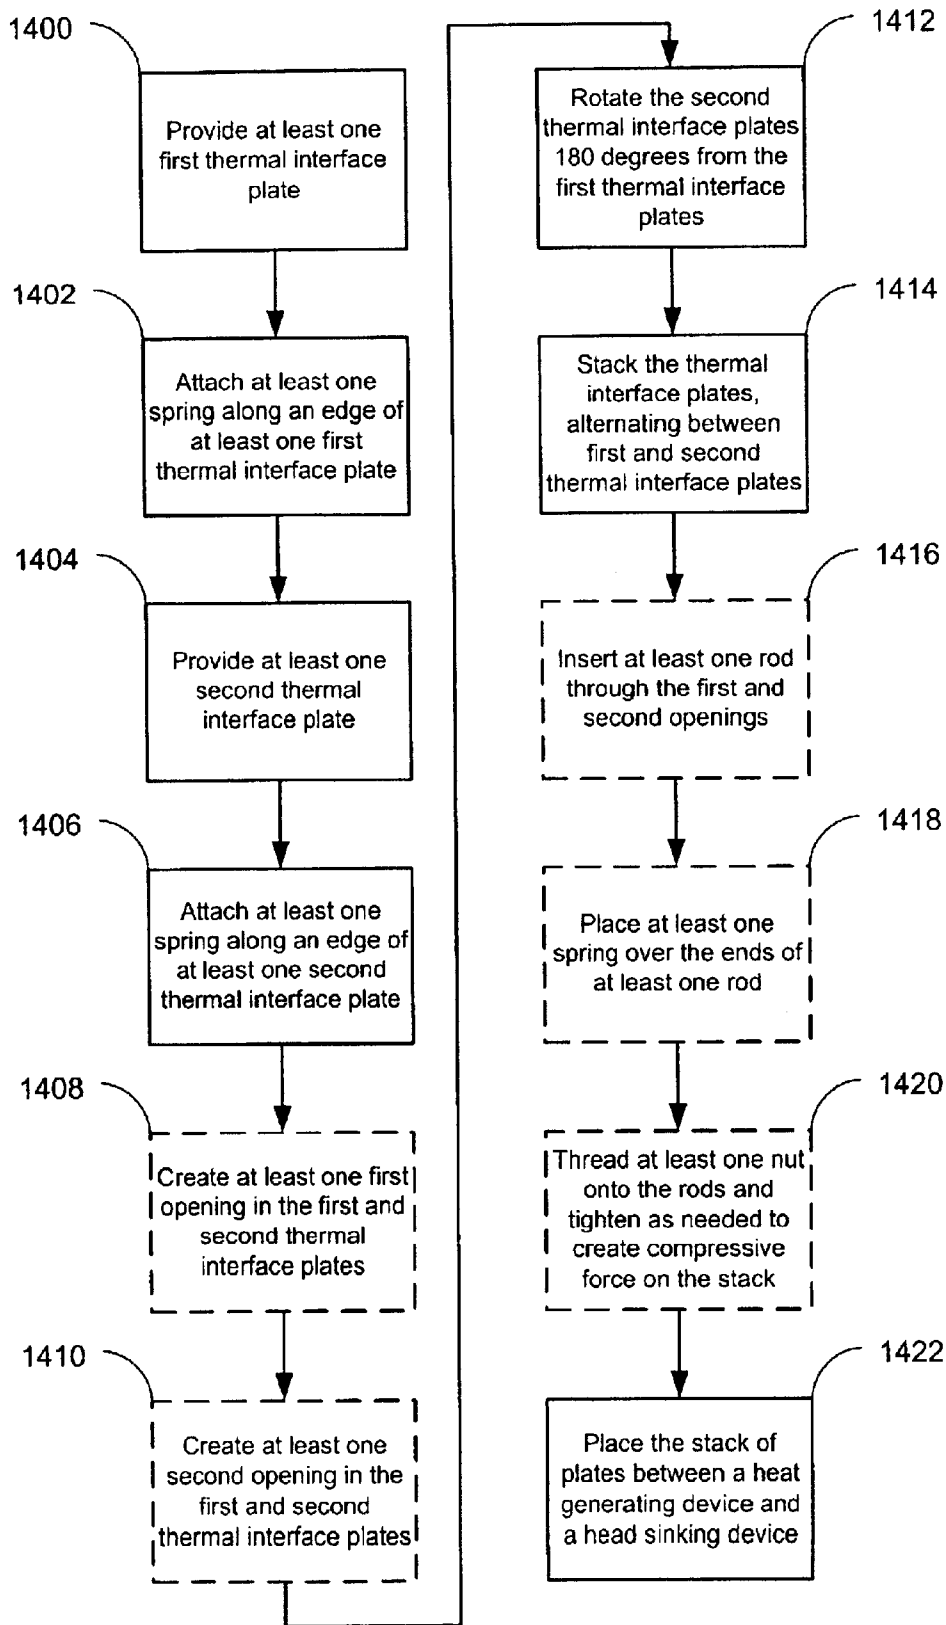 1400
Provide at least one
first thermal interface
plate
1402
Attach at least one
spring along an edge of
at least one first
thermal interface plate
1404
Provide at least one
second thermal
interface plate
1406
Attach at least one
spring along an edge of
at least one second
thermal interface plate
1408
Create at least one first
opening in the first and
second thermal
interface plates
1410
Create at least one
second opening in the
first and second
thermal interface plates
1412
Rotate the second
thermal interface plates
180 degrees from the
first thermal interface
plates
1414
Stack the thermal
interface plates,
alternating between
first and second
thermal interface plates
1416
Insert at least one rod
through the first and
second openings
1418
Place at least one
spring over the ends of
at least one rod
1420
Thread at least one nut
onto the rods and
tighten as needed to
create compressive
force on the stack
1422
Place the stack of
plates between a heat
generating device and
a head sinking device